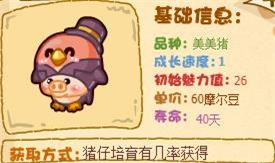 基础信息:
品种: 美美猪
成长速度: 1
初始魅力值: 26
单价: 60摩尔豆
寿命: 40天
获取方式: 猪仔培育有几率获得